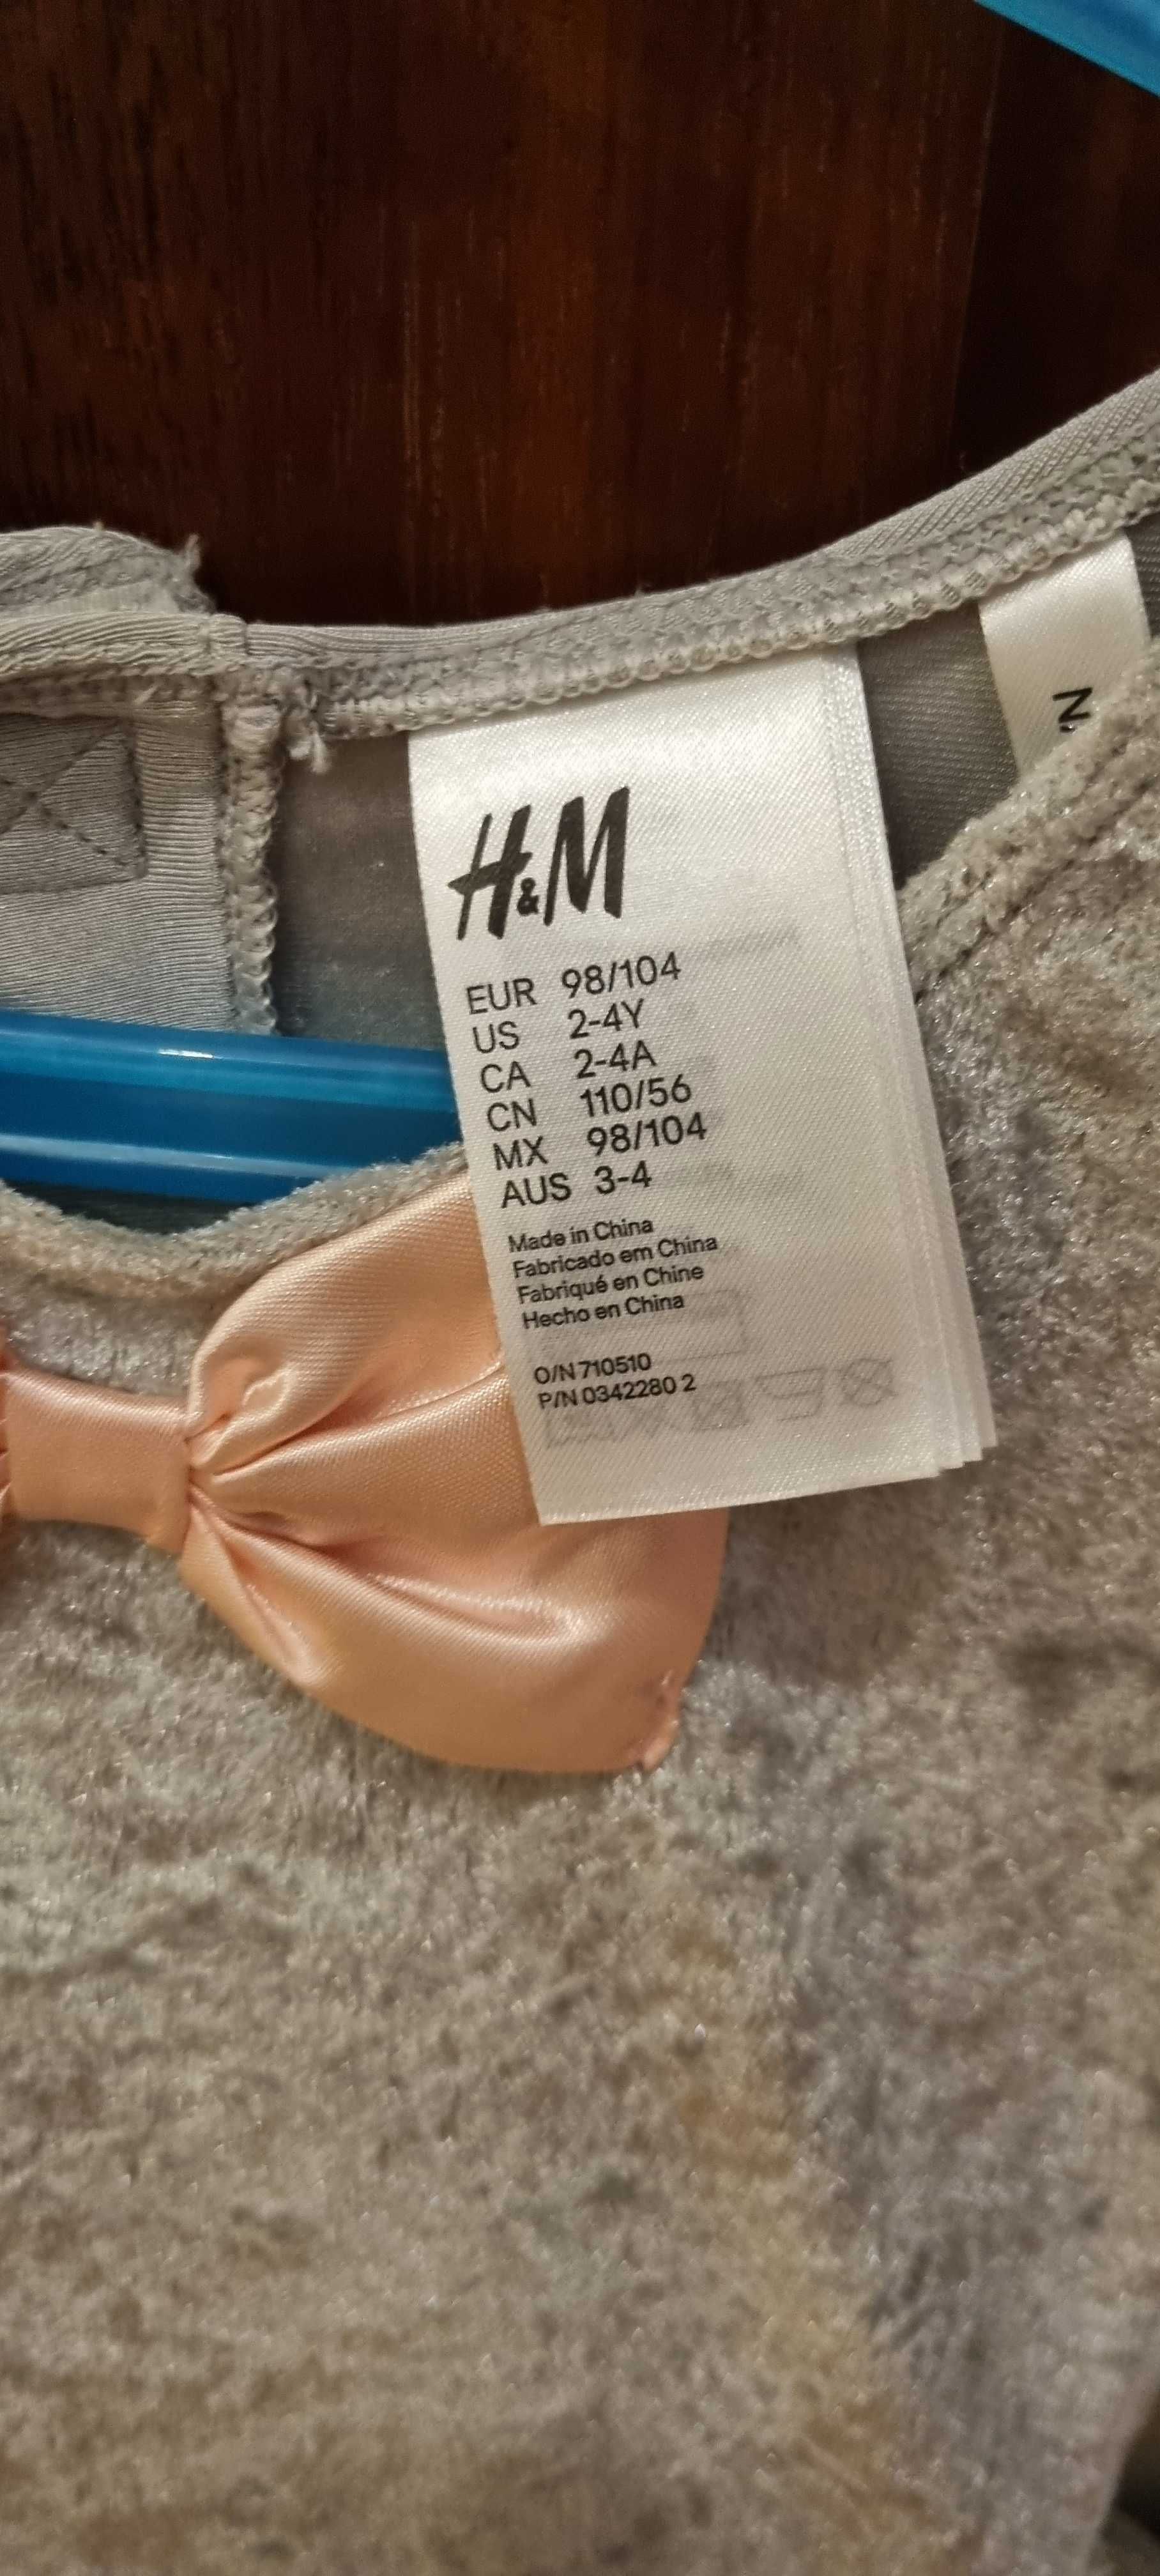 H&M
EUR 98/104
US 2-4Y
CA 2-4A
CN 110/56
MX 98/104
AUS 3-4
Made in China
Fabricado em China
Fabriqué en Chine
Hecho en China
O/N 710510
P/N 0342280 2